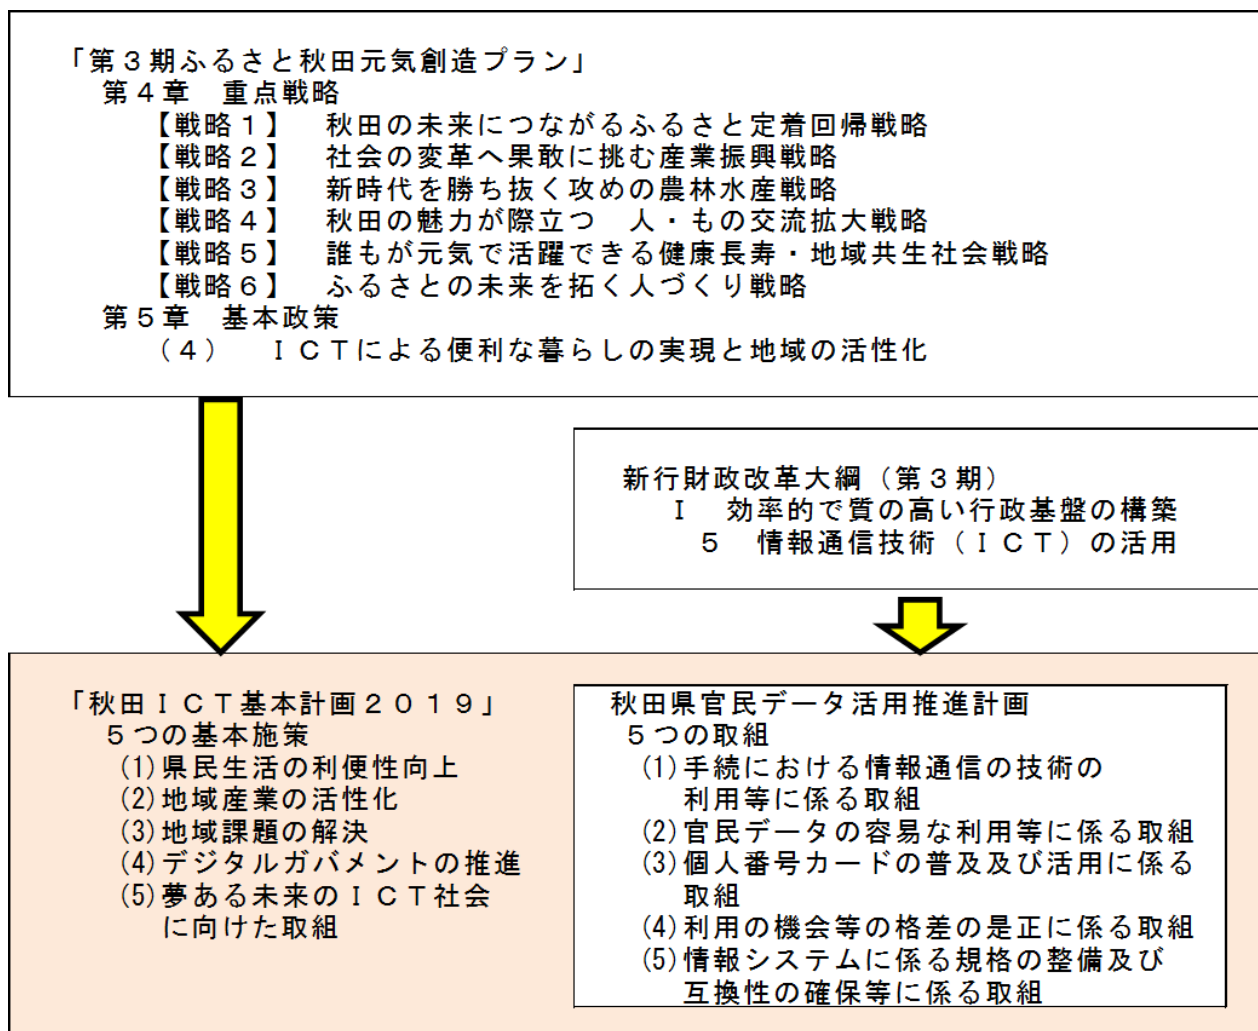 「第３期ふるさと秋田元気創造プラン」
第４章　重点戦略
【戦略１】　秋田の未来につながるふるさと定着回帰戦略
【戦略２】　社会の変革へ果敢に挑む産業振興戦略
【戦略３】　新時代を勝ち抜く攻めの農林水産戦略
【戦略４】　秋田の魅力が際立つ　人・もの交流拡大戦略
【戦略５】　誰もが元気で活躍できる健康長寿・地域共生社会戦略
【戦略６】　ふるさとの未来を拓く人づくり戦略
第５章　基本政策
（４）　ＩＣＴによる便利な暮らしの実現と地域の活性化
新行財政改革大綱（第３期）
Ⅰ　効率的で質の高い行政基盤の構築
５　情報通信技術（ＩＣＴ）の活用
「秋田ＩＣＴ基本計画２０１９」
５つの基本施策
(1)県民生活の利便性向上
(2)地域産業の活性化
(3)地域課題の解決
(4)デジタルガバメントの推進
(5)夢ある未来のＩＣＴ社会
に向けた取組
秋田県官民データ活用推進計画
５つの取組
(1)手続における情報通信の技術の
利用等に係る取組
(2)官民データの容易な利用等に係る取組
(3)個人番号カードの普及及び活用に係る
取組
(4)利用の機会等の格差の是正に係る取組
(5)情報システムに係る規格の整備及び
互換性の確保等に係る取組